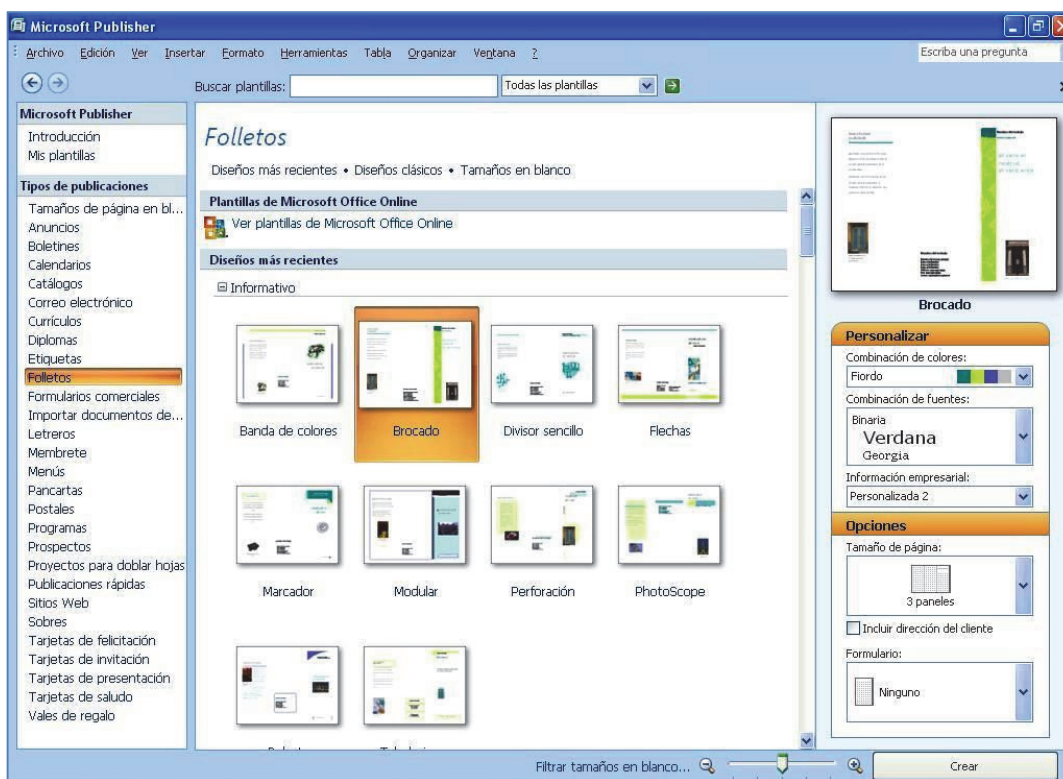 Microsoft Publisher
Archivo Edición Ver Insertar Formato Herramientas Tabla Organizar Ventana ?
Escriba una pregunta
Buscar plantillas:
Todas las plantillas
Microsoft Publisher
Introducción
Mis plantillas
Tipos de publicaciones
Tamaños de página en bl...
Anuncios
Boletines
Calendarios
Catálogos
Correo electrónico
Currículos
Diplomas
Etiquetas
Folletos
Formularios comerciales
Importar documentos de...
Letreros
Membrete
Menús
Pancartas
Postales
Programas
Prospectos
Proyectos para doblar hojas
Publicaciones rápidas
Sitios Web
Sobres
Tarjetas de felicitación
Tarjetas de invitación
Tarjetas de presentación
Tarjetas de saludo
Vales de regalo
Folletos
Diseños más recientes • Diseños clásicos • Tamaños en blanco
Plantillas de Microsoft Office Online
Ver plantillas de Microsoft Office Online
Diseños más recientes
Informativo
Banda de colores
Brocado
Divisor sencillo
Flechas
Marcador
Modular
Perforación
PhotoScope
Brocado
Personalizar
Combinación de colores:
Fiordo
Combinación de fuentes:
Binaria
Verdana
Georgia
Información empresarial:
Personalizada 2
Opciones
Tamaño de página:
3 paneles
Incluir dirección del cliente
Formulario:
Ninguno
Filtrar tamaños en blanco...
Crear